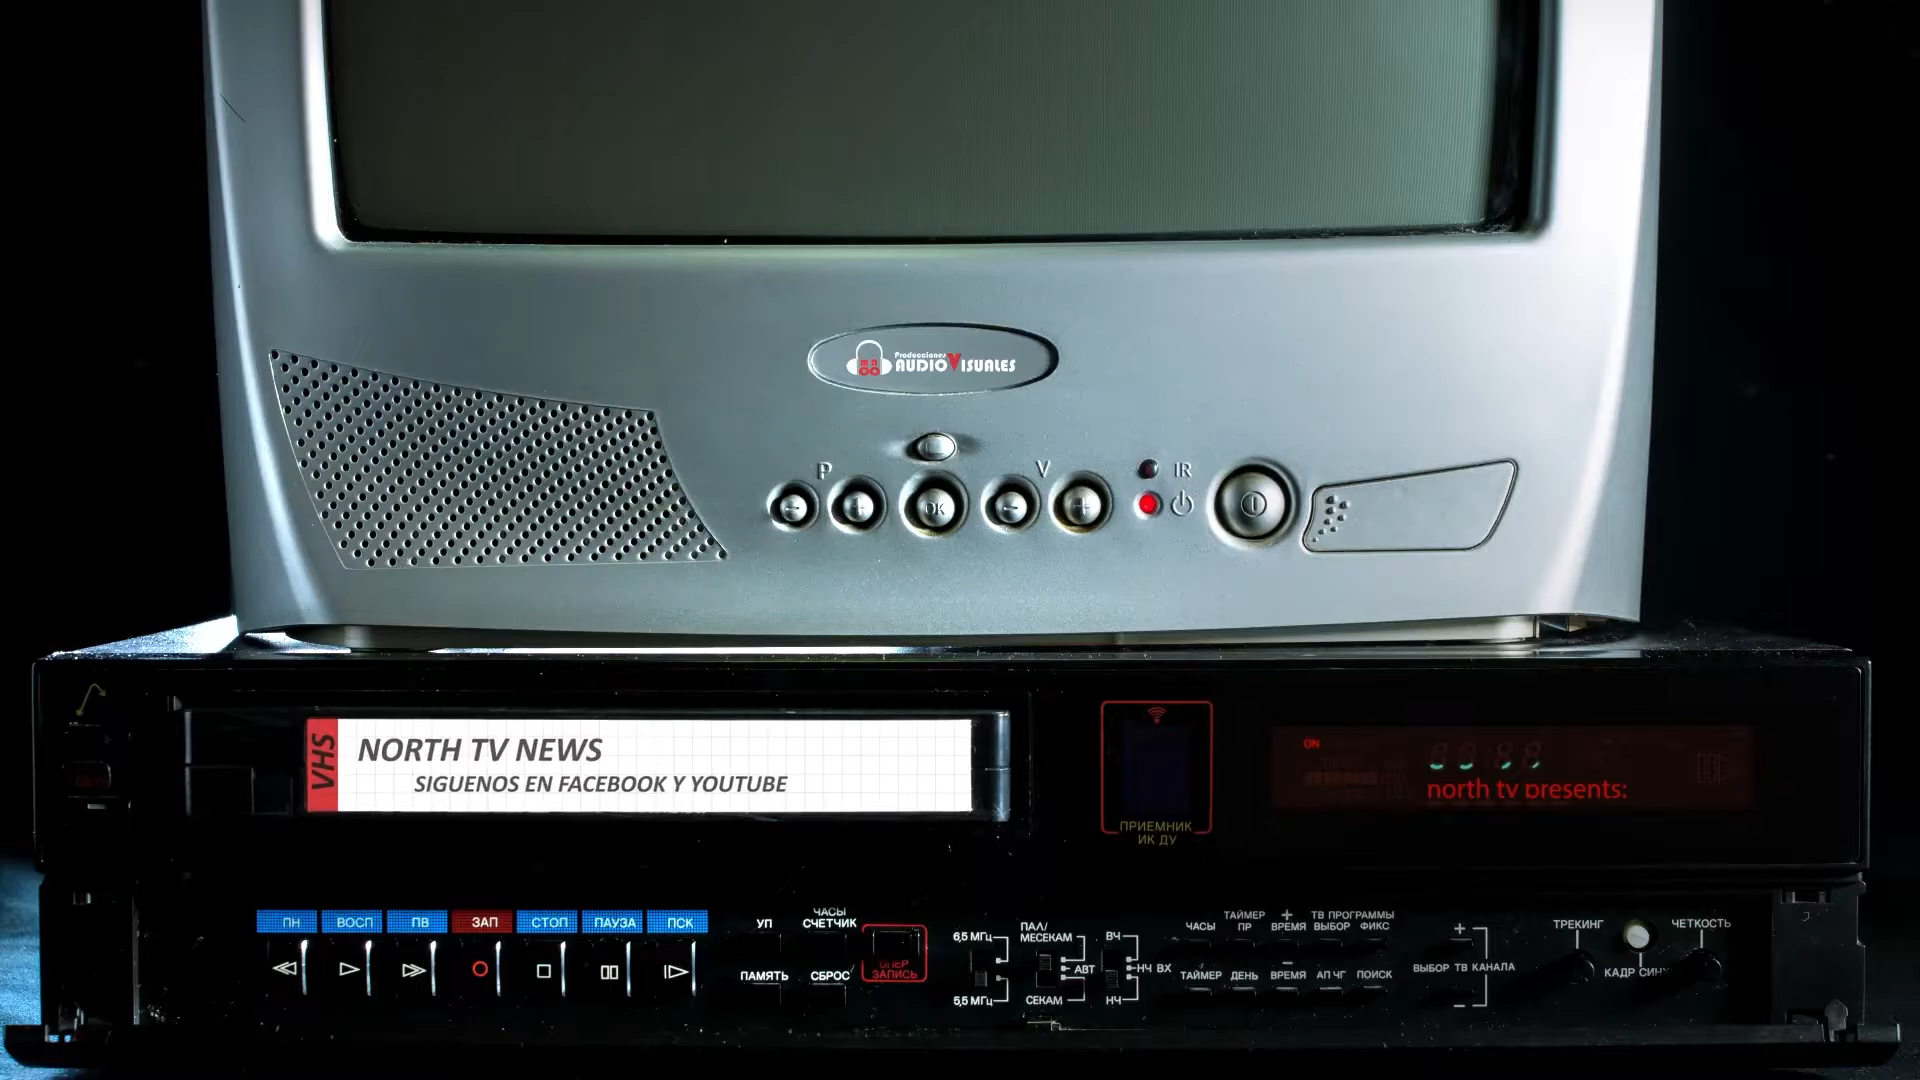 Producciones
AUDIOVISUALES
P
V
IR
OK
VHS
NORTH TV NEWS
SIGUENOS EN FACEBOOK Y YOUTUBE
ON
north tv presents:
ПРИЕМНИК
ИК ДУ
ПН ВОСП ПВ ЗАП СТОП ПАУЗА ПСК
УП
ЧАСЫ
СЧЕТЧИК
ПАМЯТЬ
СБРОС
ЗАПИСЬ
6,5 МГц
5,5 МГц
ПАЛ/
МЕСЕКАМ
АВТ
СЕКАМ
ВЧ
НЧ ВХ
НЧ
ЧАСЫ
ТАЙМЕР
ПР
+
ВРЕМЯ
ТВ ПРОГРАММЫ
ВЫБОР ФИКС
ТАЙМЕР ДЕНЬ
–
ВРЕМЯ
АП ЧГ ПОИСК
+
ВЫБОР ТВ КАНАЛА
–
ТРЕКИНГ
ЧЕТКОСТЬ
КАДР СИНХ